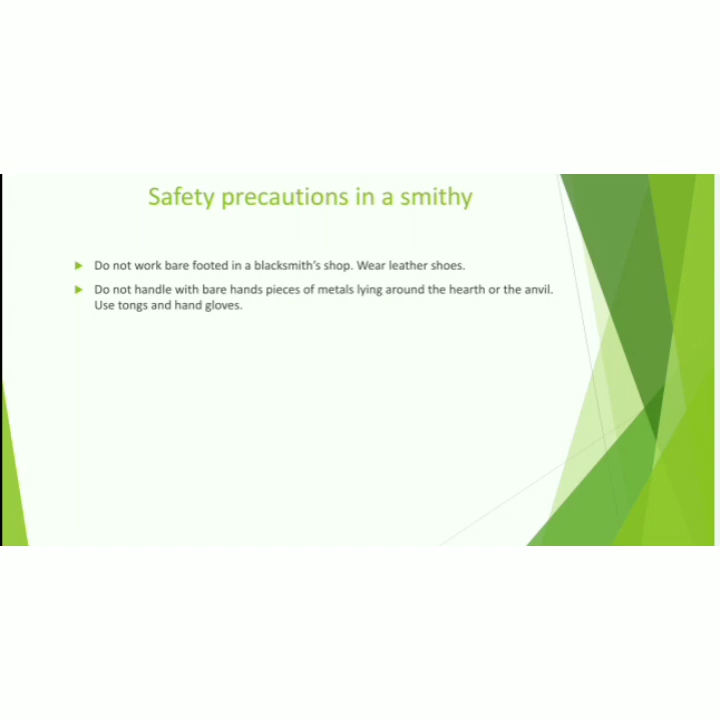 Safety precautions in a smithy
Do not work bare footed in a blacksmith's shop. Wear leather shoes.
Do not handle with bare hands pieces of metals lying around the hearth or the anvil.
Use tongs and hand gloves.